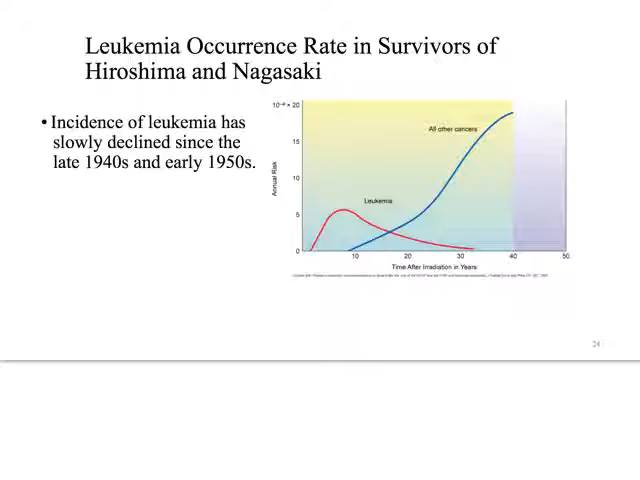 Leukemia Occurrence Rate in Survivors of
Hiroshima and Nagasaki
• Incidence of leukemia has
slowly declined since the
late 1940s and early 1950s.
20
All other cancers
15
Annual Risk
10
Leukemia
5
0
10 20 30 40 50
Time After Irradiation in Years
24